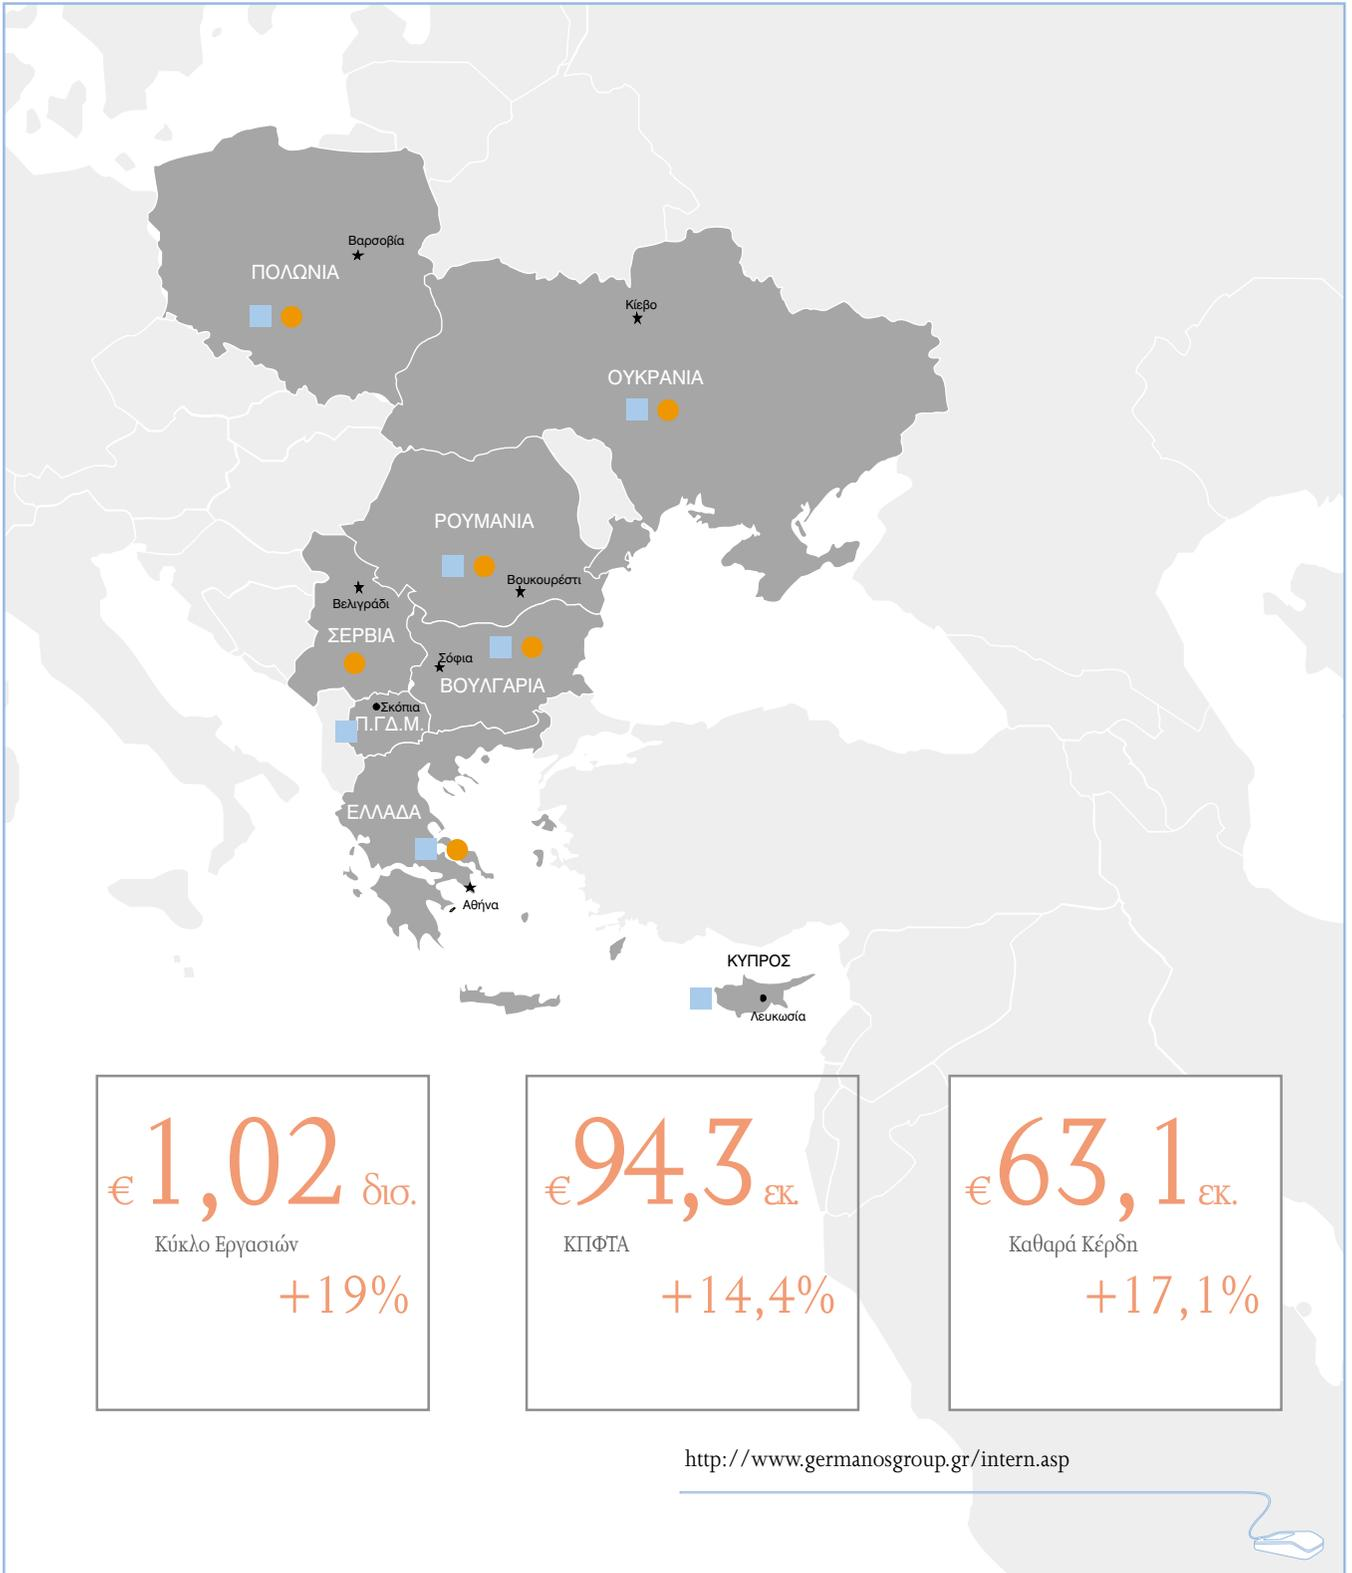 Βαρσοβία
ΠΟΛΩΝΙΑ
Κίεβο
ΟΥΚΡΑΝΙΑ
ΡΟΥΜΑΝΙΑ
Βουκουρέστι
Βελιγράδι
ΣΕΡΒΙΑ
Σόφια
ΒΟΥΛΓΑΡΙΑ
Σκόπια
Π.ΓΔ.Μ.
ΕΛΛΑΔΑ
Αθήνα
ΚΥΠΡΟΣ
Λευκωσία
€ 1,02 δισ.
Κύκλο Εργασιών
+19%
€94,3 εκ.
ΚΠΦΤΑ
+14,4%
€63,1 εκ.
Καθαρά Κέρδη
+17,1%
http://www.germanosgroup.gr/intern.asp